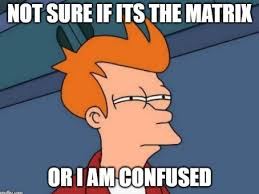 NOT SURE IF ITS THE MATRIX
OR I AM CONFUSED